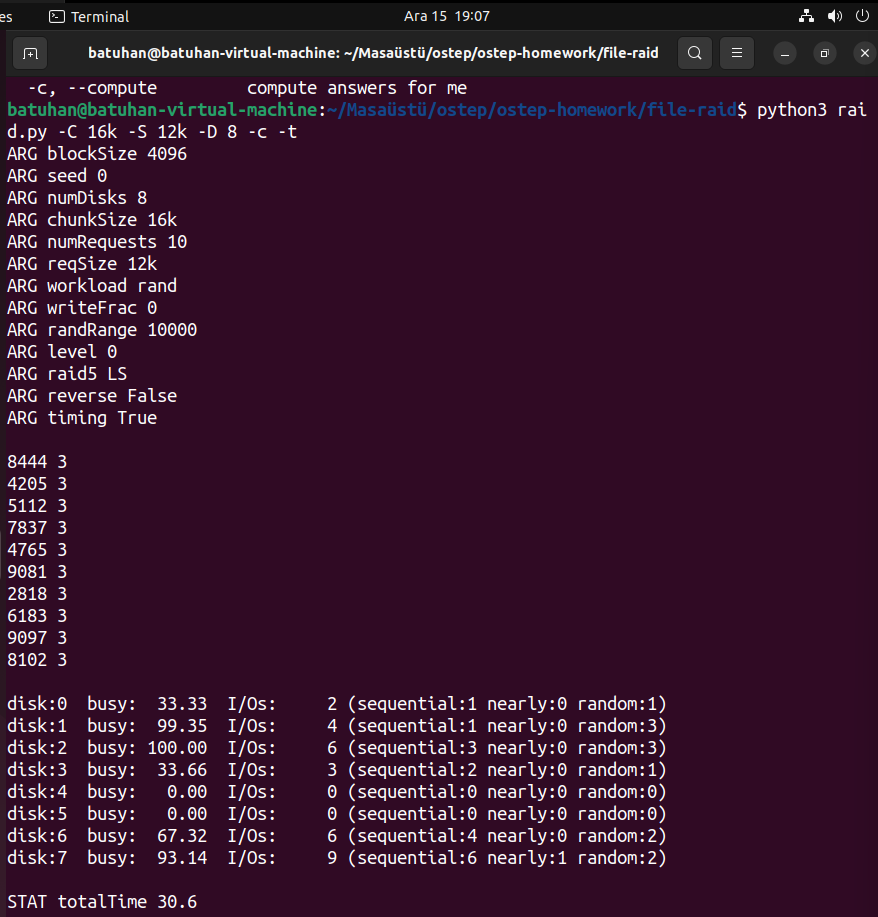 es Terminal Ara 15 19:07
batuhan@batuhan-virtual-machine: ~/Masaüstü/ostep/ostep-homework/file-raid
-c, --compute compute answers for me
batuhan@batuhan-virtual-machine:~/Masaüstü/ostep/ostep-homework/file-raid$ python3 rai
d.py -C 16k -S 12k -D 8 -c -t
ARG blockSize 4096
ARG seed 0
ARG numDisks 8
ARG chunkSize 16k
ARG numRequests 10
ARG reqSize 12k
ARG workload rand
ARG writeFrac 0
ARG randRange 10000
ARG level 0
ARG raid5 LS
ARG reverse False
ARG timing True
8444 3
4205 3
5112 3
7837 3
4765 3
9081 3
2818 3
6183 3
9097 3
8102 3
disk:0 busy: 33.33 I/Os: 2 (sequential:1 nearly:0 random:1)
disk:1 busy: 99.35 I/Os: 4 (sequential:1 nearly:0 random:3)
disk:2 busy: 100.00 I/Os: 6 (sequential:3 nearly:0 random:3)
disk:3 busy: 33.66 I/Os: 3 (sequential:2 nearly:0 random:1)
disk:4 busy: 0.00 I/Os: 0 (sequential:0 nearly:0 random:0)
disk:5 busy: 0.00 I/Os: 0 (sequential:0 nearly:0 random:0)
disk:6 busy: 67.32 I/Os: 6 (sequential:4 nearly:0 random:2)
disk:7 busy: 93.14 I/Os: 9 (sequential:6 nearly:1 random:2)
STAT totalTime 30.6